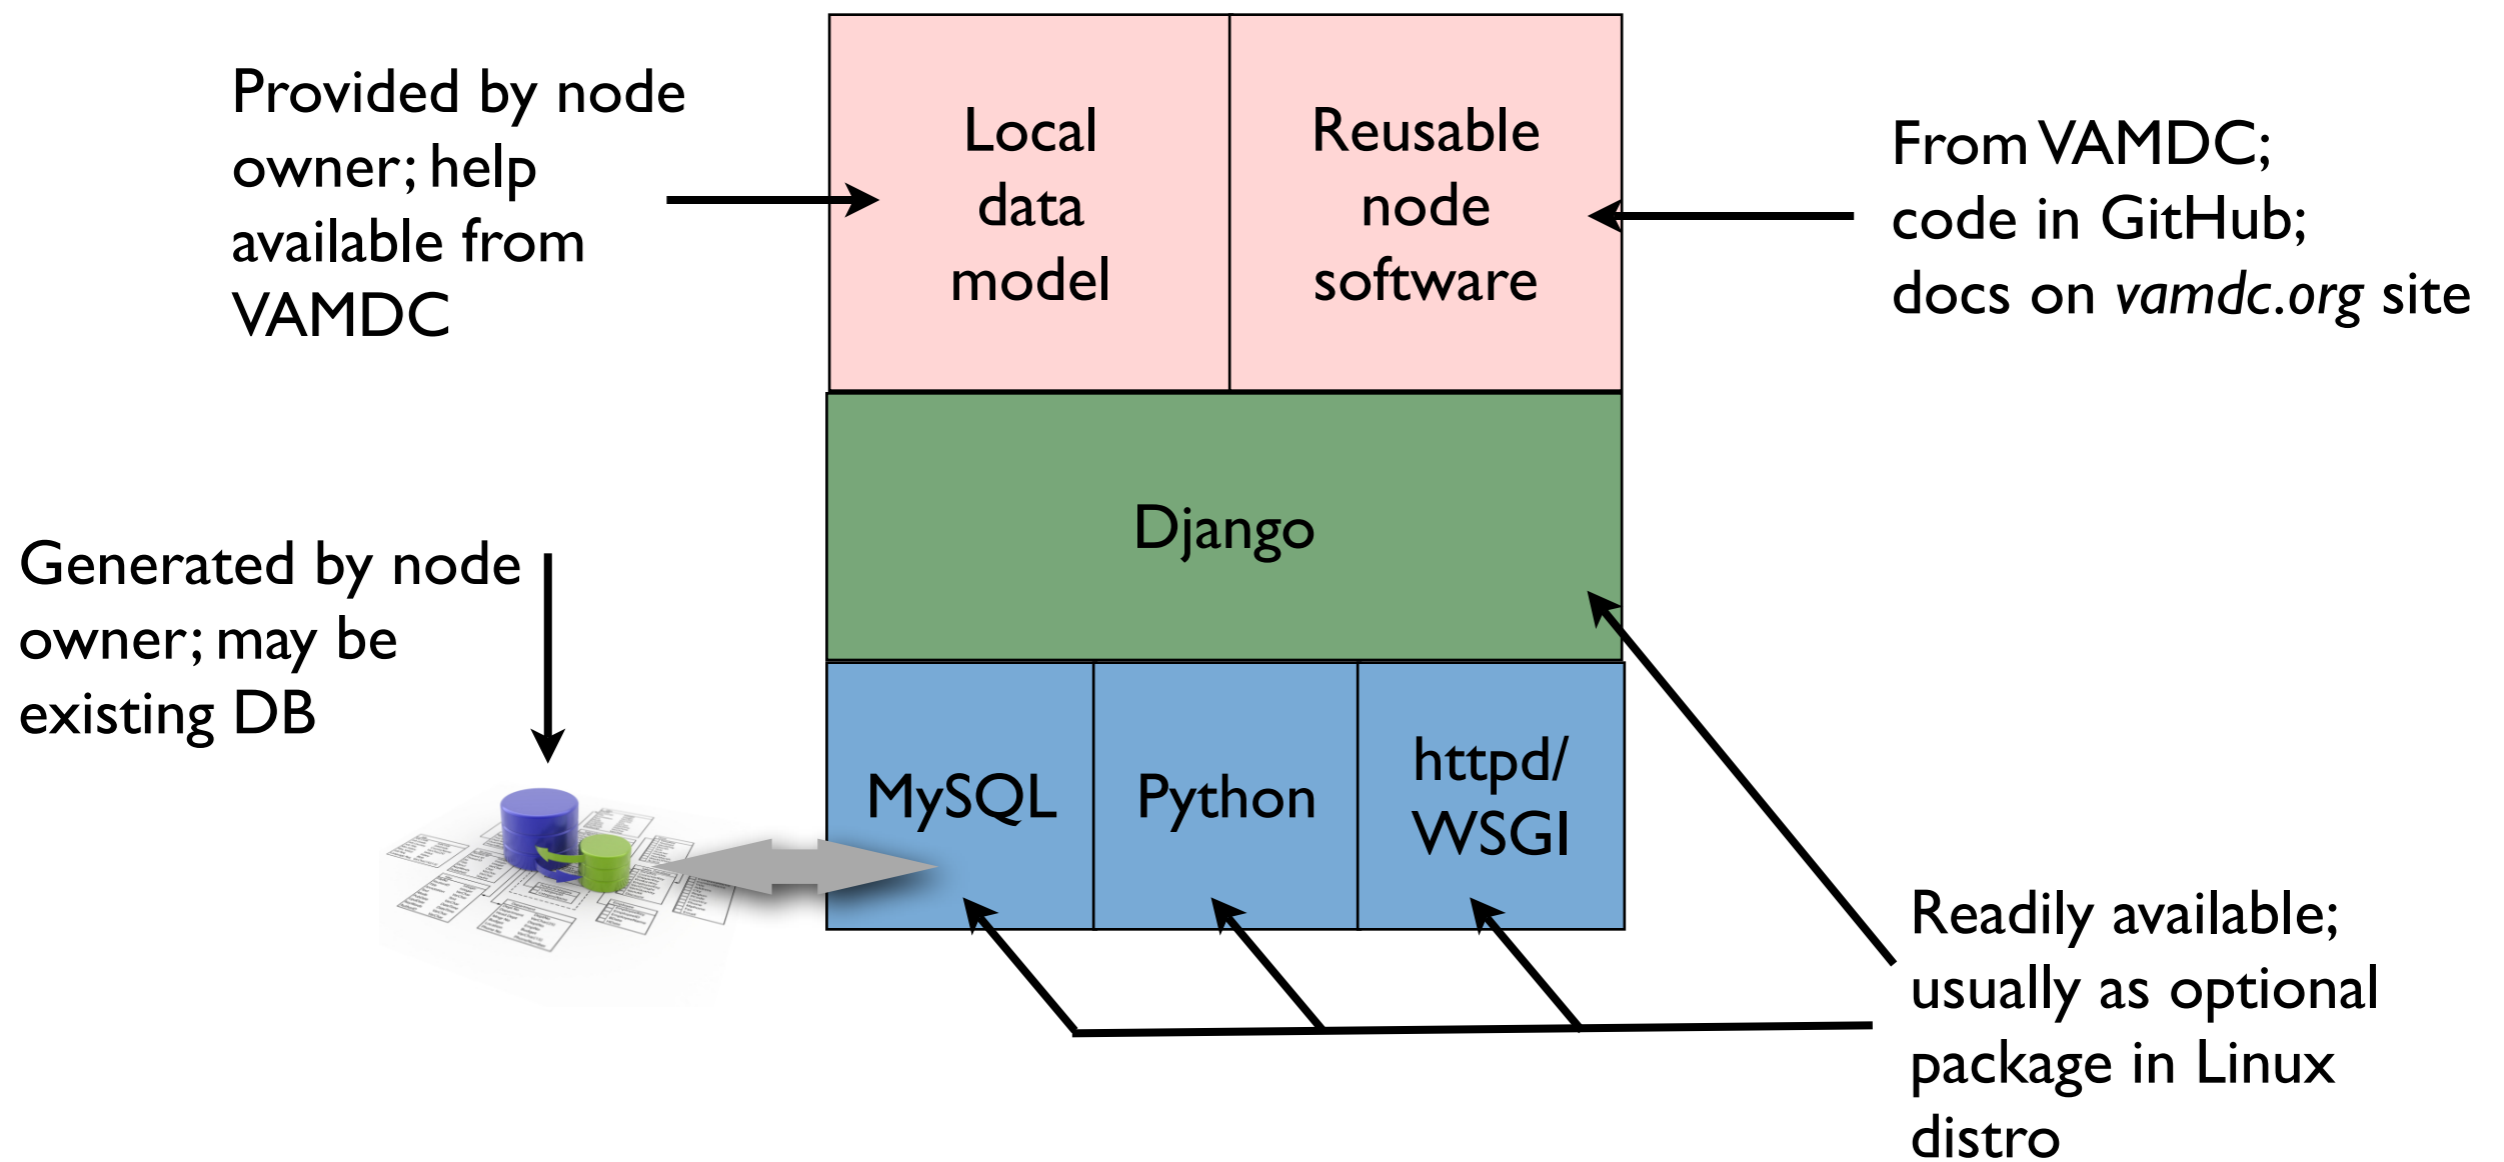 Provided by node
owner; help
available from
VAMDC
Local
data
model
Reusable
node
software
From VAMDC;
code in GitHub;
docs on vamdc.org site
Django
Generated by node
owner; may be
existing DB
MySQL
Python
httpd/
WSGI
Readily available;
usually as optional
package in Linux
distro